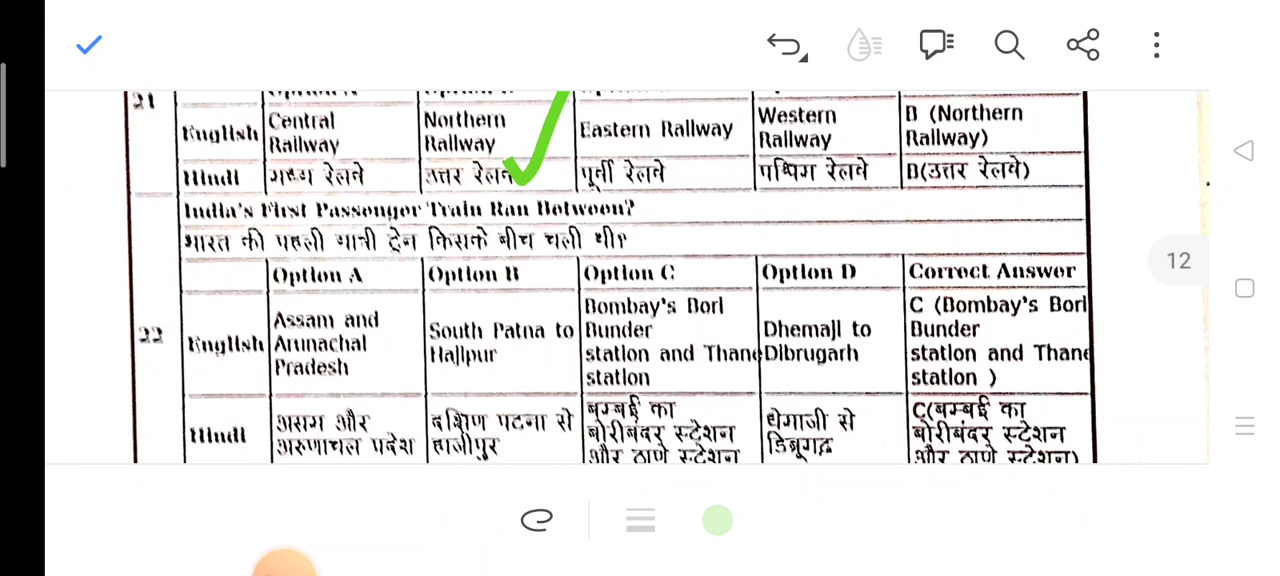 21
English
Central Railway
Northern Railway
Eastern Railway
Western Railway
B (Northern Railway)
Hindi
मध्य रेलवे
उत्तर रेलवे
पूर्वी रेलवे
पश्चिम रेलवे
B(उत्तर रेलवे)
India's First Passenger Train Ran Between?
भारत की पहली यात्री ट्रेन किसके बीच चली थी?
Option A
Option B
Option C
Option D
Correct Answer
22
English
Assam and
Arunachal
Pradesh
South Patna to
Hajipur
Bombay's Bori
Bunder
station and Thane
station
Dhemaji to
Dibrugarh
C (Bombay's Bori
Bunder
station and Thane
station )
Hindi
असम और
अरुणाचल प्रदेश
दक्षिण पटना से
हाजीपुर
बम्बई का
बोरीबंदर स्टेशन
और ठाणे स्टेशन
धेमाजी से
डिब्रूगढ़
C(बम्बई का
बोरीबंदर स्टेशन
और ठाणे स्टेशन)
12